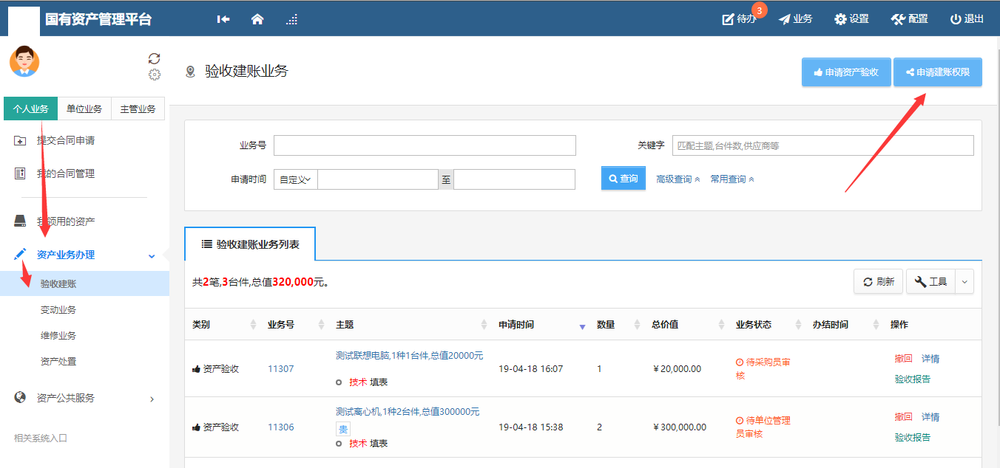 国有资产管理平台
待办
3
业务
设置
配置
退出
个人业务
单位业务
主管业务
提交合同申请
我的合同管理
我领用的资产
资产业务办理
验收建账
变动业务
维修业务
资产处置
资产公共服务
相关系统入口
验收建账业务
申请资产验收
申请建账权限
业务号
关键字 匹配主题,台件数,供应商等
申请时间 自定义 至
查询 高级查询 常用查询
验收建账业务列表
共2笔,3台件,总值320,000元。
刷新
工具
类别 业务号 主题 申请时间 数量 总价值 业务状态 办结时间 操作
资产验收 11307 测试联想电脑,1种1台件,总值20000元
技术 填表
19-04-18 16:07 1 ¥20,000.00
待采购员审
核
撤回 详情
验收报告
资产验收 11306 测试离心机,1种2台件,总值300000元
贵
技术 填表
19-04-18 15:38 2 ¥300,000.00
待单位管理
员审核
撤回 详情
验收报告